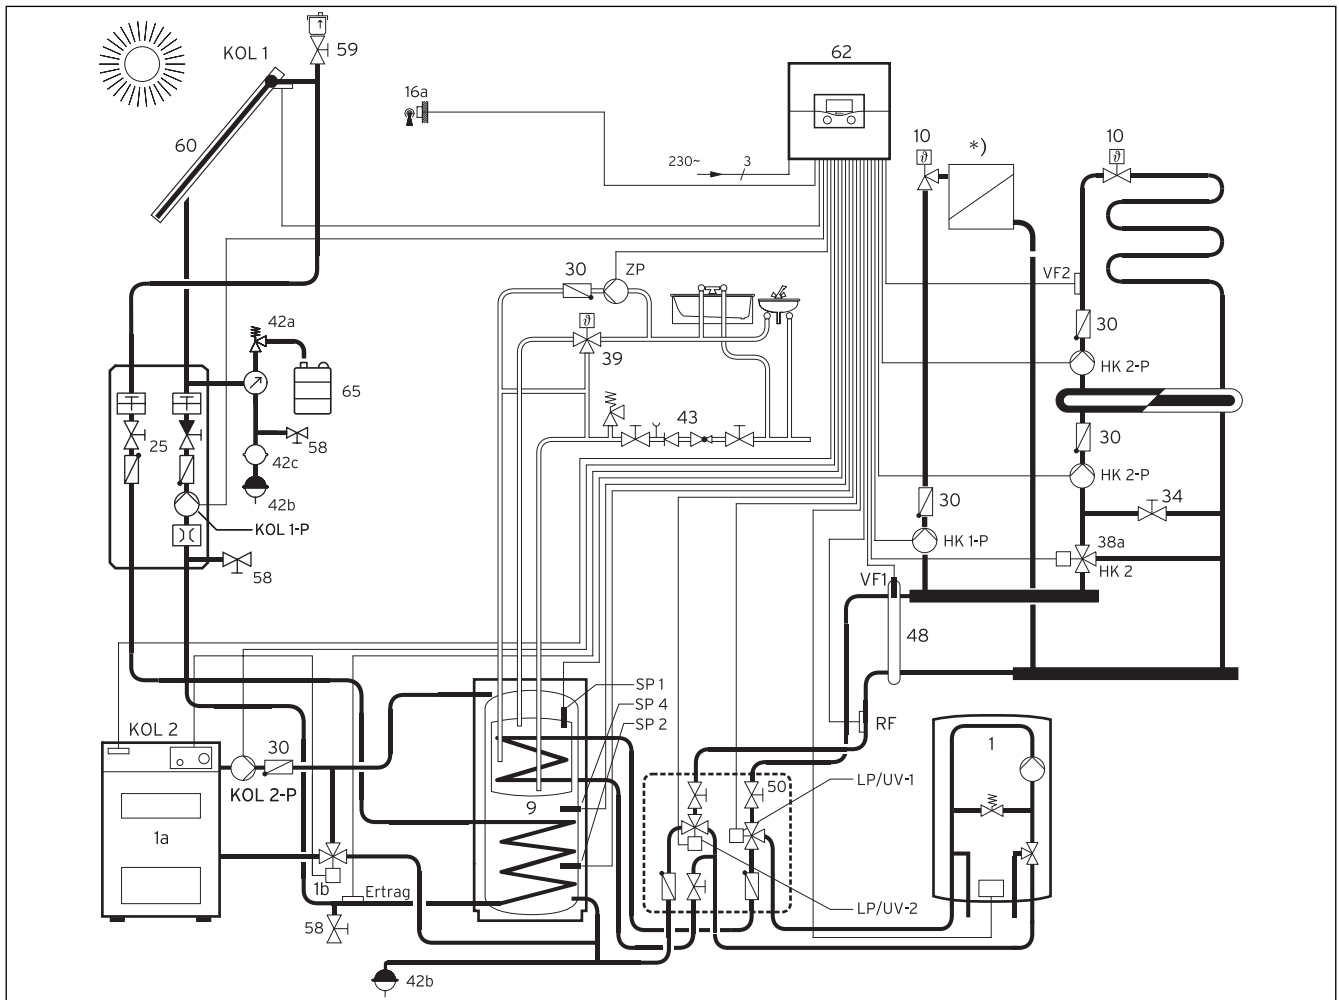 KOL 1
59
62
16a
60
230~
3
10
*)
10
ϑ
ϑ
30
ZP
VF2
42a
ϑ
30
39
HK 2-P
65
43
30
25
58
42c
HK 2-P
34
42b
30
KOL 1-P
38a
HK 1-P
58
HK 2
VF1
48
SP 1
SP 4
RF
SP 2
KOL 2
1
30
LP/UV-1
50
KOL 2-P
9
1a
1b
Ertrag
LP/UV-2
58
42b